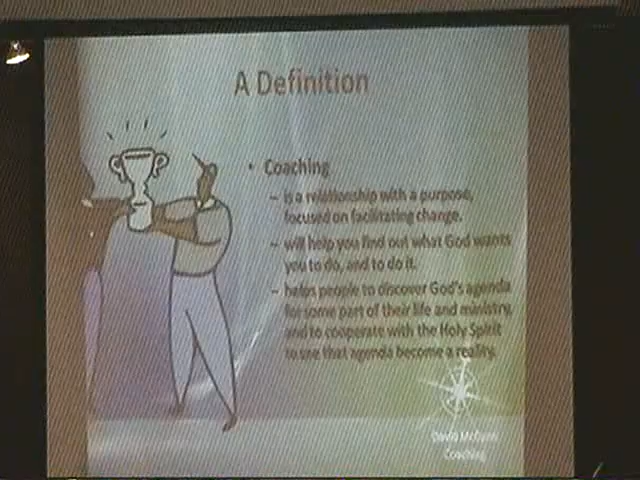 A Definition
• Coaching
– is a relationship with a purpose,
focused on facilitating change.
– will help you find out what God wants
you to do, and to do it.
– helps people to discover God's agenda
for some part of their life and ministry,
and to cooperate with the Holy Spirit
to see that agenda become a reality.
David
Coaching